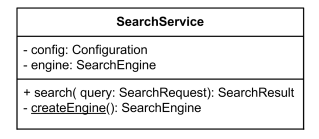 SearchService
- config: Configuration
- engine: SearchEngine
+ search( query: SearchRequest): SearchResult
- createEngine(): SearchEngine